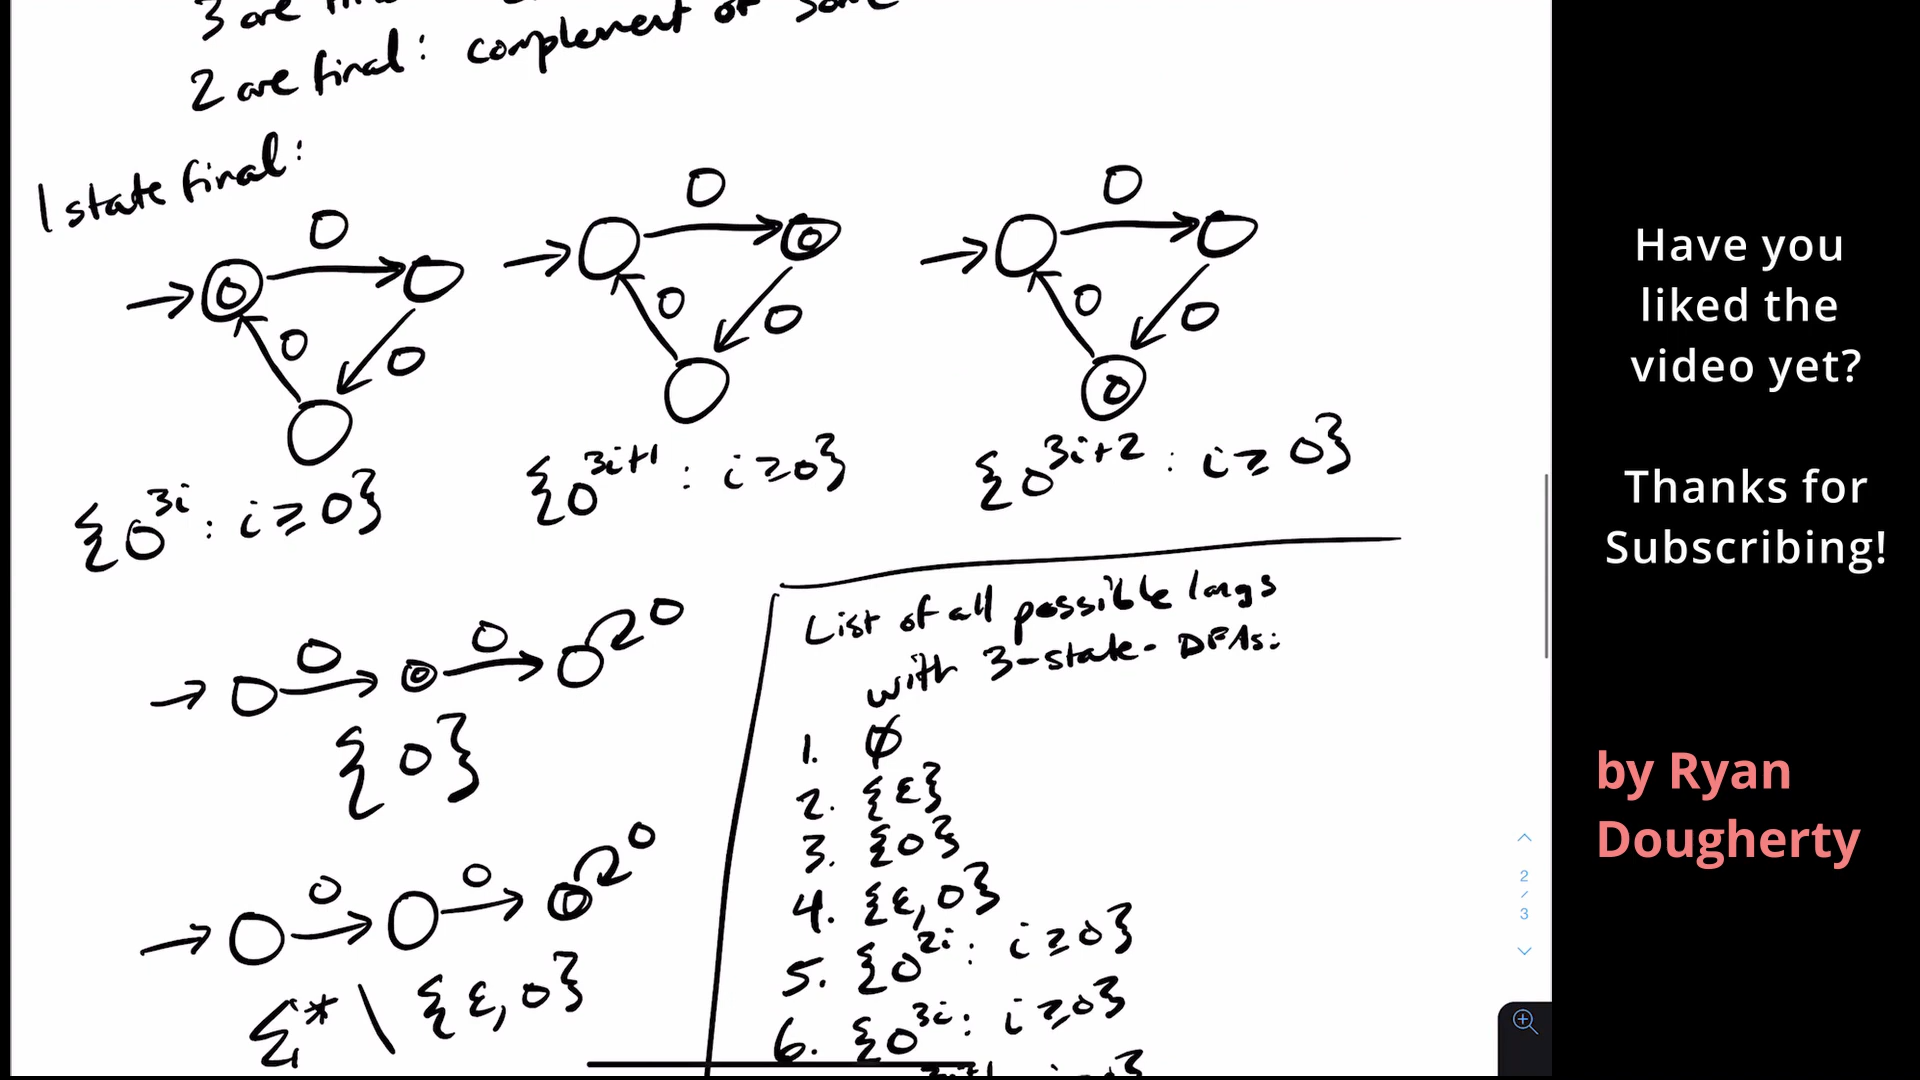 3 are
2 are final: complement of
1 state final:
0 0 0
0 0 0
0 0 0
{0^{3i} : i ≥ 0} {0^{3i+1} : i ≥ 0} {0^{3i+2} : i ≥ 0}
0 0 0
{0}
0 0 0
Σ* \ {ε, 0}
List of all possible langs
with 3-state- DFAs:
1. ∅
2. {ε}
3. {0}
4. {ε, 0}
5. {0^{2i} : i ≥ 0}
6. {0^{3i} : i ≥ 0}
Have you
liked the
video yet?
Thanks for
Subscribing!
by Ryan
Dougherty
2
/
3